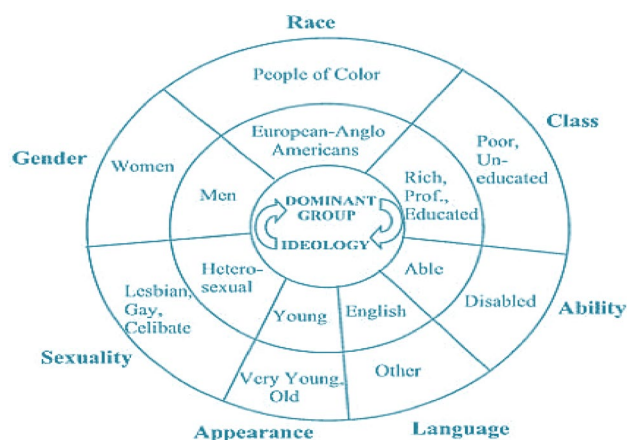 Race
People of Color
European-Anglo
Americans
Class
Poor,
Un-
educated
Rich,
Prof.,
Educated
Gender
Women
Men
DOMINANT
GROUP
IDEOLOGY
Able
Disabled
Ability
Hetero-
sexual
Lesbian,
Gay,
Celibate
Sexuality
Young
Very Young,
Old
Appearance
English
Other
Language